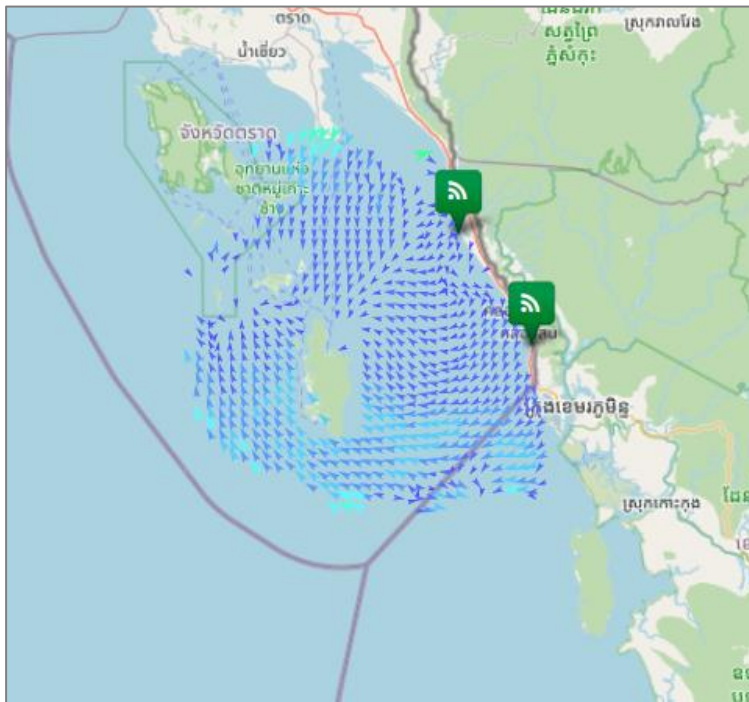 ตราด
ស្រុកវាលវែង
น้ำเชี่ยว
សត្វព្រៃ
ភ្នំសំកុះ
จังหวัดตราด
อุทยานแห่ง
ชาติหมู่เกาะ
ช้าง
ក្រុងខេមរភូមិន្ទ
ស្រុកកោះកុង